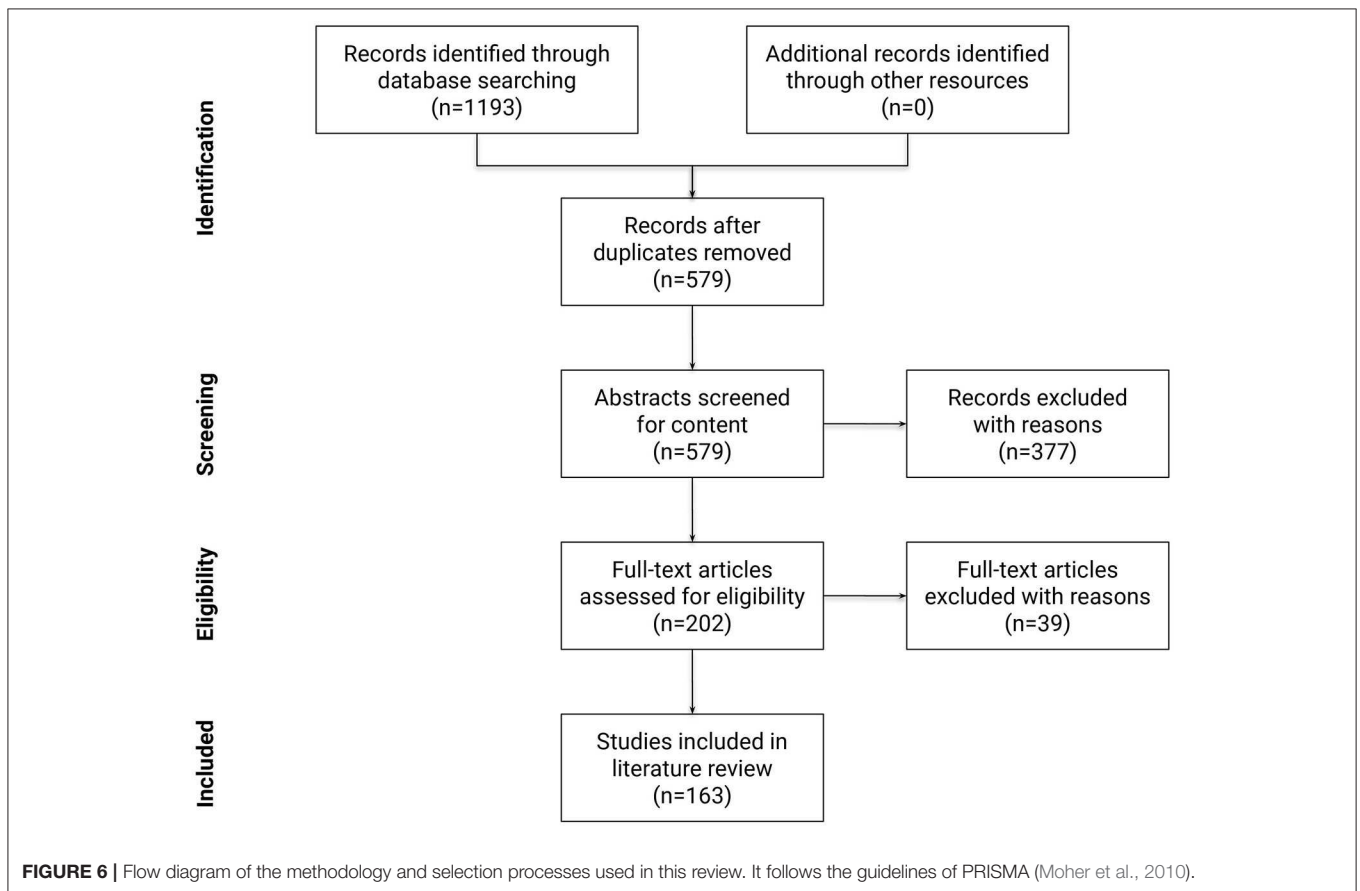 Identification
Records identified through
database searching
(n=1193)
Additional records identified
through other resources
(n=0)
Records after
duplicates removed
(n=579)
Screening
Abstracts screened
for content
(n=579)
Records excluded
with reasons
(n=377)
Eligibility
Full-text articles
assessed for eligibility
(n=202)
Full-text articles
excluded with reasons
(n=39)
Included
Studies included in
literature review
(n=163)
FIGURE 6 | Flow diagram of the methodology and selection processes used in this review. It follows the guidelines of PRISMA (Moher et al., 2010).